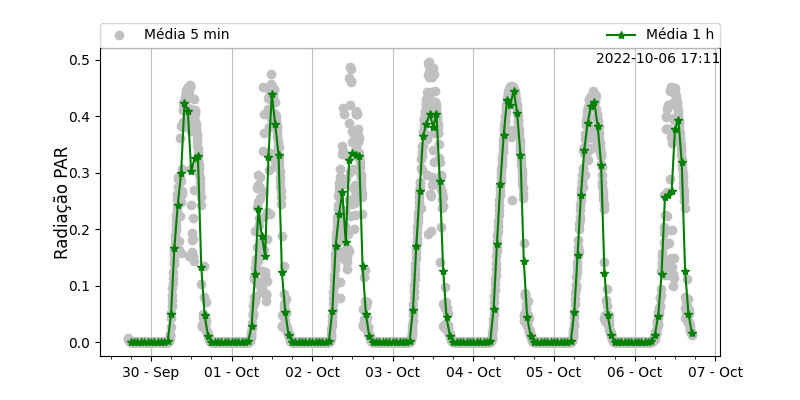 Média 5 min
Média 1 h
2022-10-06 17:11
Radiação PAR
0.5
0.4
0.3
0.2
0.1
0.0
30 - Sep
01 - Oct
02 - Oct
03 - Oct
04 - Oct
05 - Oct
06 - Oct
07 - Oct